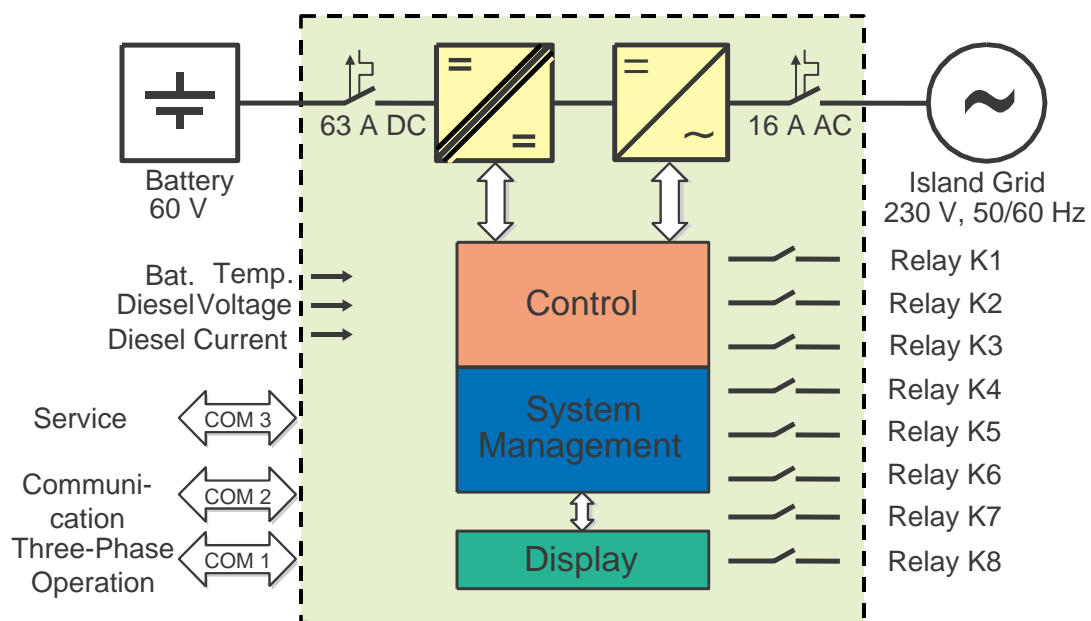 63 A DC
16 A AC
Battery
60 V
Island Grid
230 V, 50/60 Hz
Bat. Temp.
Diesel Voltage
Diesel Current
Control
System
Management
Display
Relay K1
Relay K2
Relay K3
Relay K4
Relay K5
Relay K6
Relay K7
Relay K8
Service
COM 3
Communi-
cation
COM 2
Three-Phase
Operation
COM 1